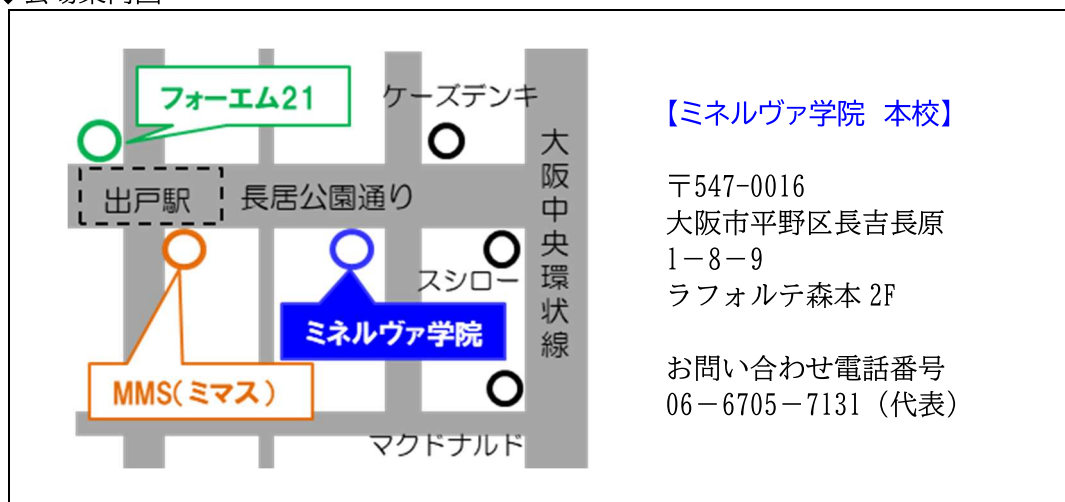 ◆会場案内図
フォーエム21
ケーズデンキ
大阪中央環状線
出戸駅
長居公園通り
スシロー
ミネルヴァ学院
MMS(ミマス)
マクドナルド
【ミネルヴァ学院 本校】
〒547-0016
大阪市平野区長吉長原
1－8－9
ラフォルテ森本 2F
お問い合わせ電話番号
06－6705－7131（代表）